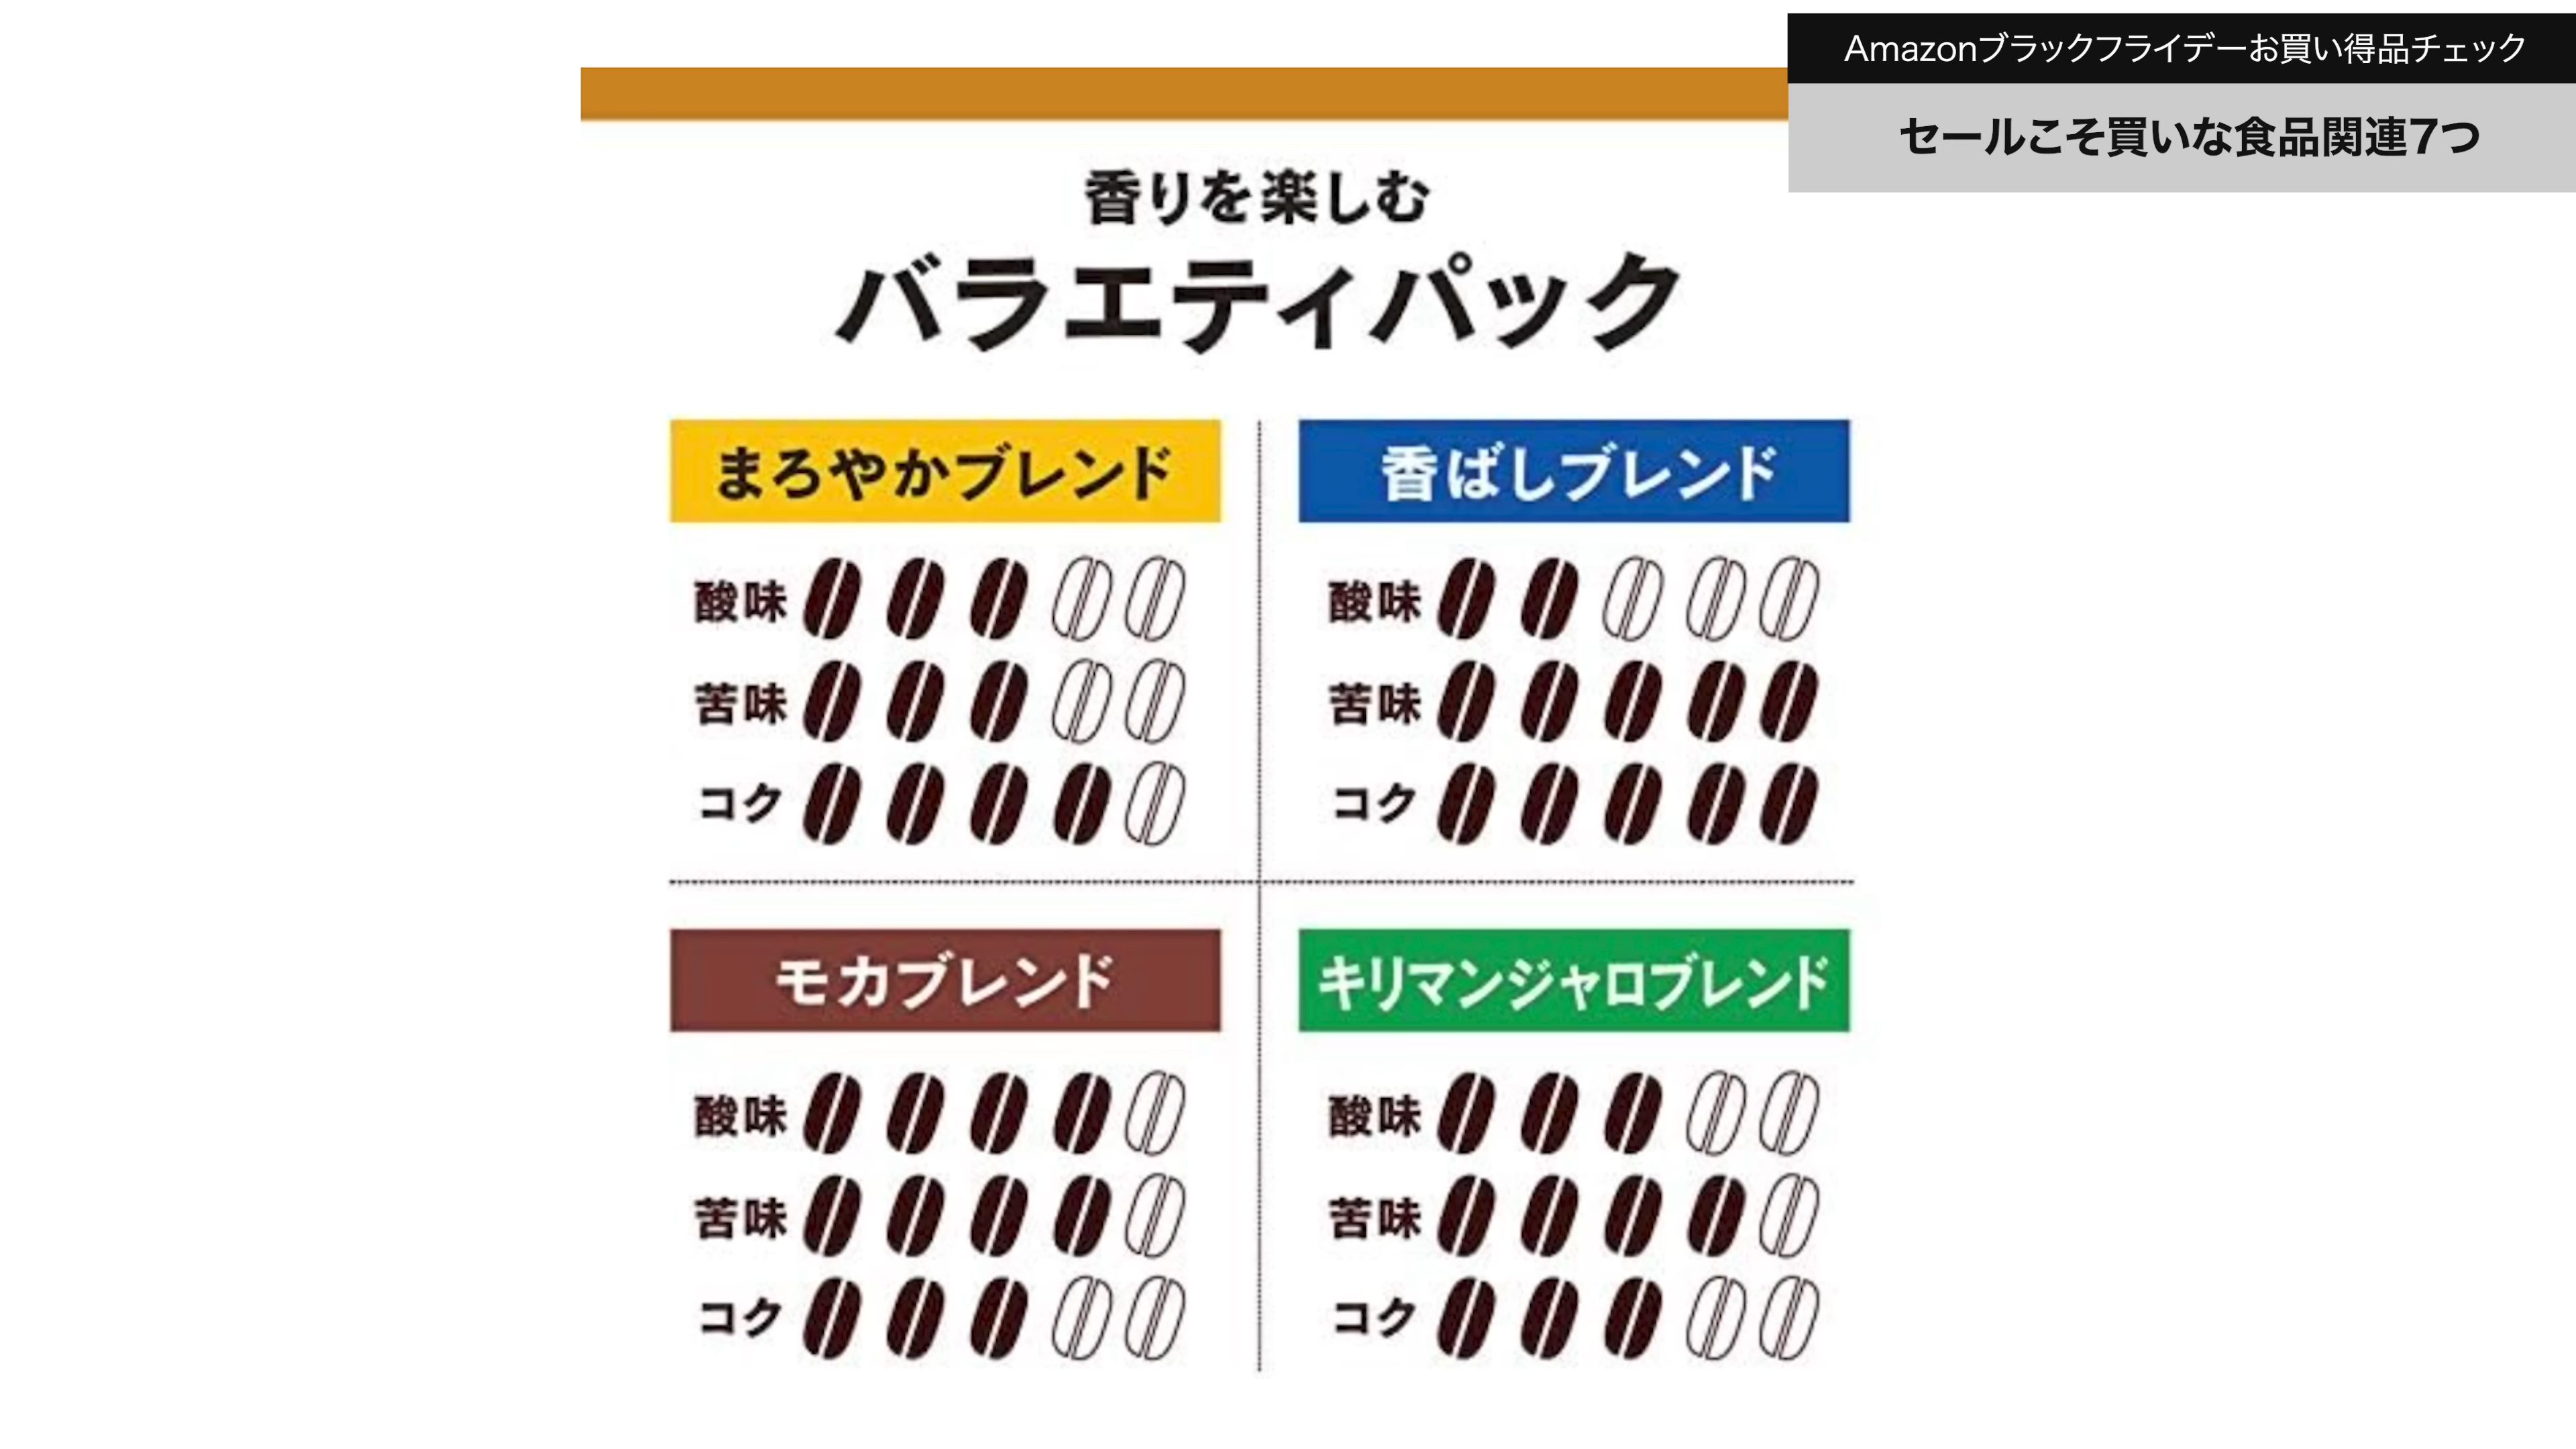 Amazonブラックフライデーお買い得品チェック
セールこそ買いな食品関連7つ
香りを楽しむ
バラエティパック
まろやかブレンド
酸味
苦味
コク
香ばしブレンド
酸味
苦味
コク
モカブレンド
酸味
苦味
コク
キリマンジャロブレンド
酸味
苦味
コク